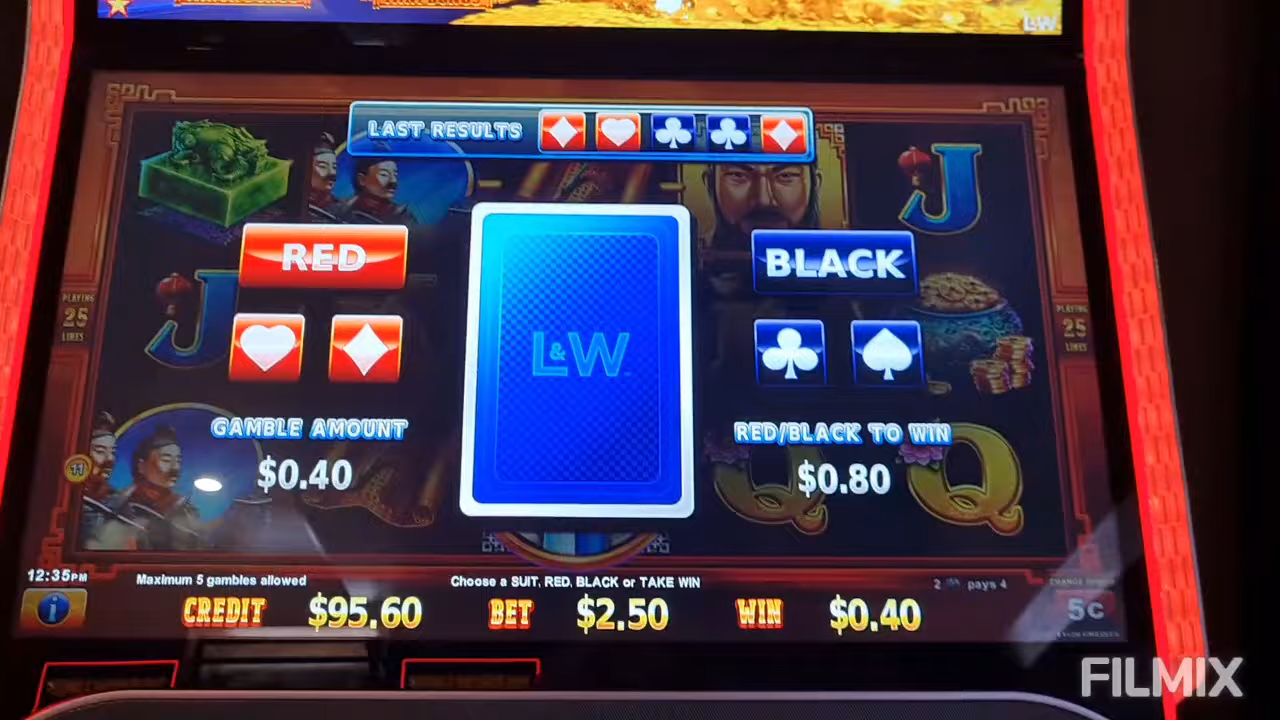 L&W
LAST RESULTS
J
RED
BLACK
PLAYING
25
LINES
J
L&W
PLAYING
25
LINES
GAMBLE AMOUNT
$0.40
RED/BLACK TO WIN
$0.80
11
Q
Q
12:35PM
Maximum 5 gambles allowed
Choose a SUIT, RED, BLACK or TAKE WIN
pays 4
CREDIT $95.60 BET $2.50 WIN $0.40
5c
FILMIX